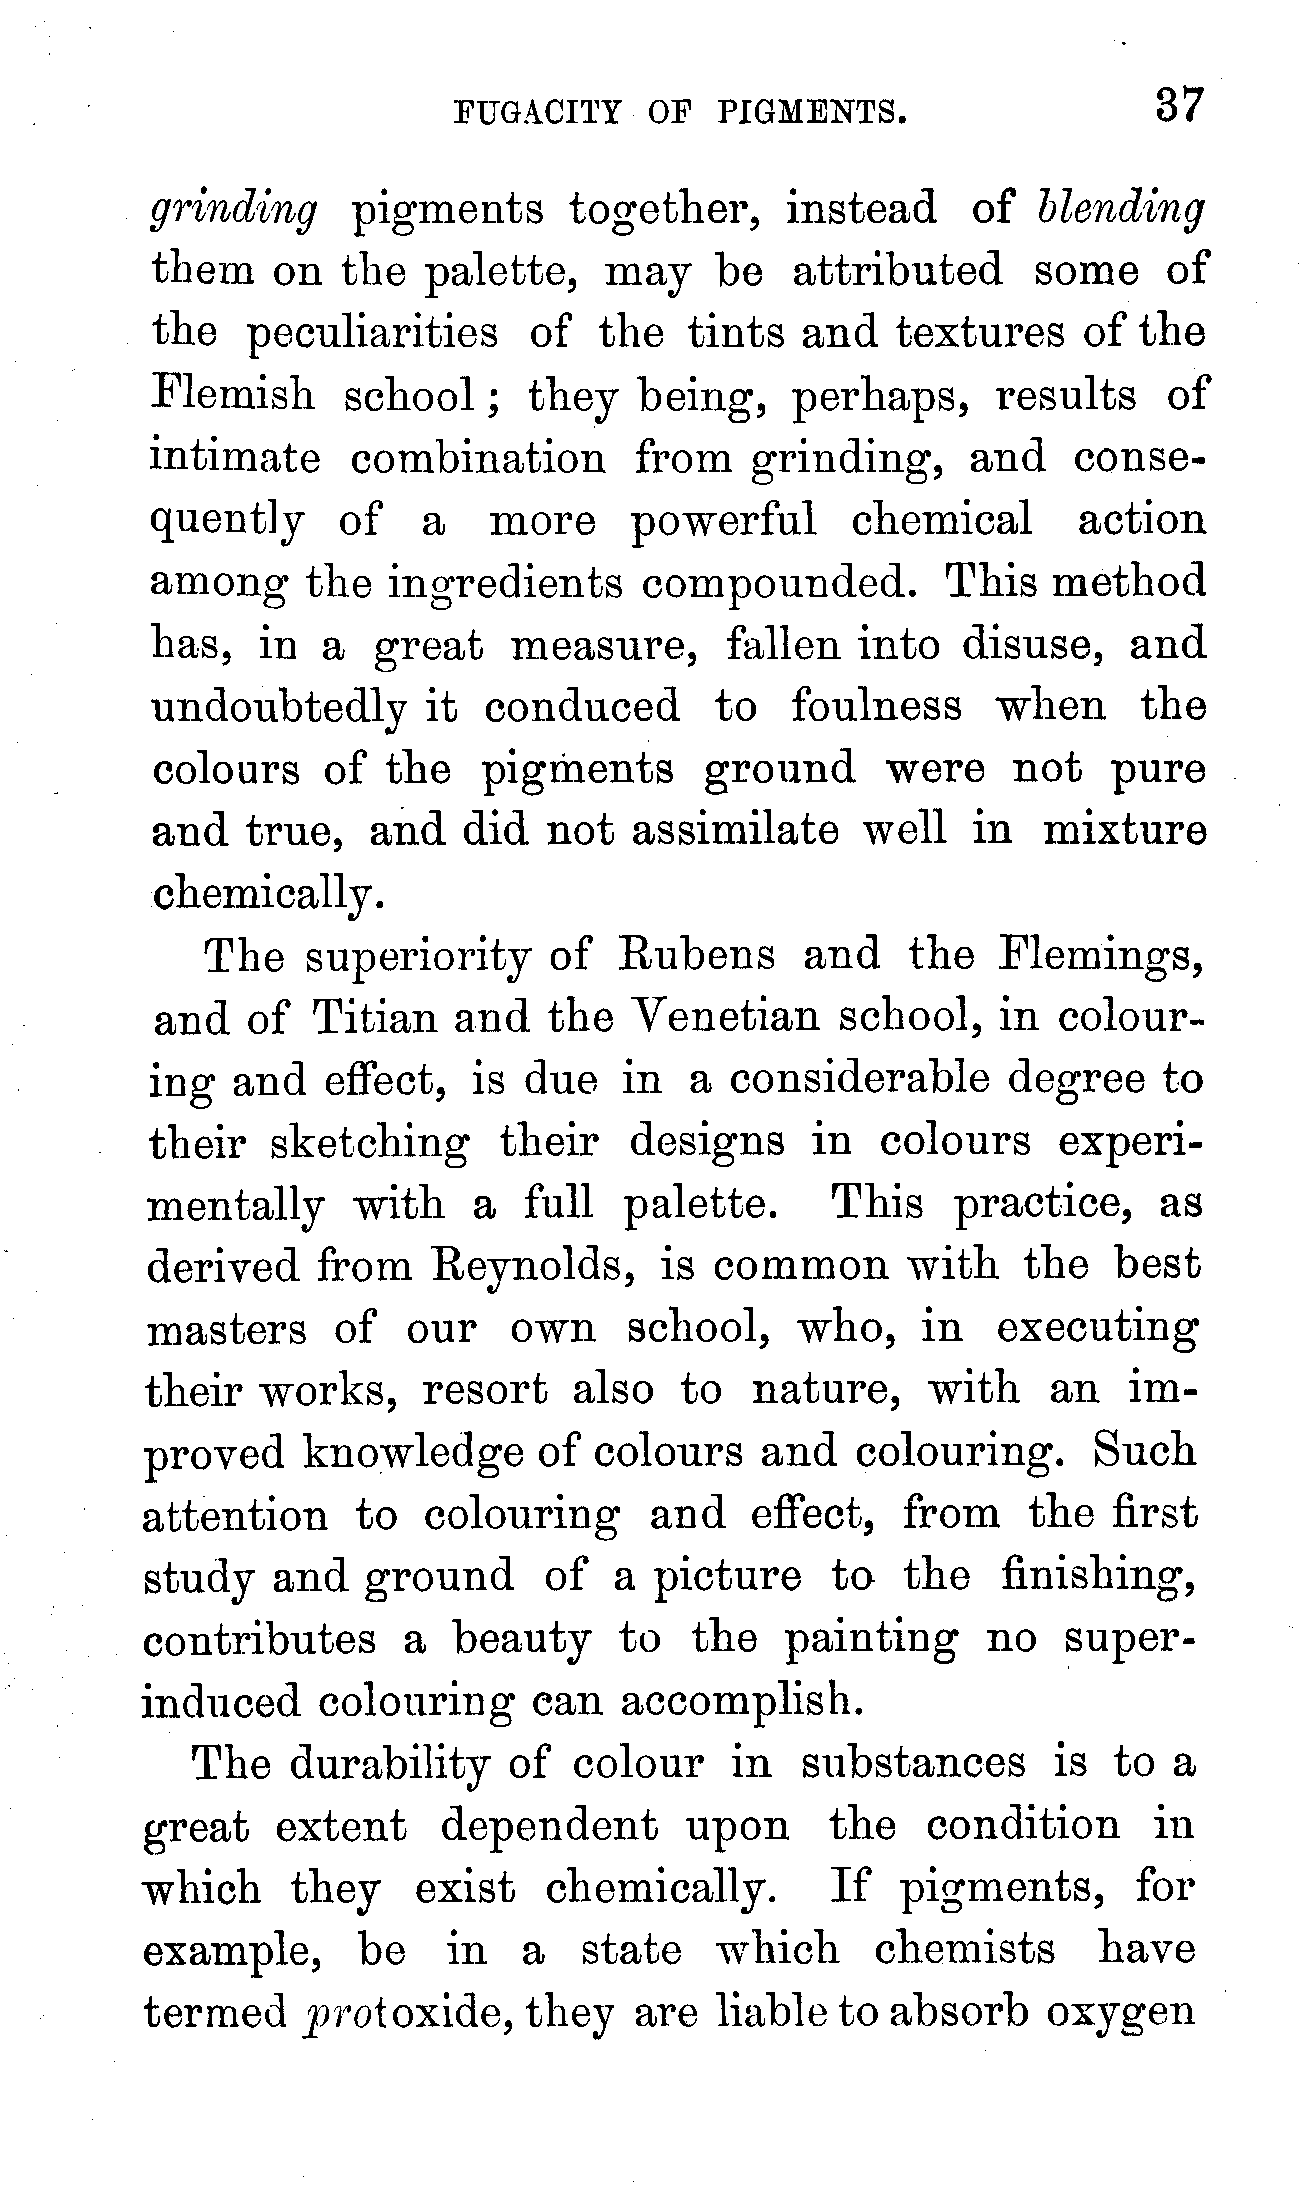 FUGACITY OF PIGMENTS. 37
grinding pigments together, instead of blending
them on the palette, may be attributed some of
the peculiarities of the tints and textures of the
Flemish school; they being, perhaps, results of
intimate combination from grinding, and conse-
quently of a more powerful chemical action
among the ingredients compounded. This method
has, in a great measure, fallen into disuse, and
undoubtedly it conduced to foulness when the
colours of the pigments ground were not pure
and true, and did not assimilate well in mixture
chemically.
The superiority of Rubens and the Flemings,
and of Titian and the Venetian school, in colour-
ing and effect, is due in a considerable degree to
their sketching their designs in colours experi-
mentally with a full palette. This practice, as
derived from Reynolds, is common with the best
masters of our own school, who, in executing
their works, resort also to nature, with an im-
proved knowledge of colours and colouring. Such
attention to colouring and effect, from the first
study and ground of a picture to the finishing,
contributes a beauty to the painting no super-
induced colouring can accomplish.
The durability of colour in substances is to a
great extent dependent upon the condition in
which they exist chemically. If pigments, for
example, be in a state which chemists have
termed protoxide, they are liable to absorb oxygen